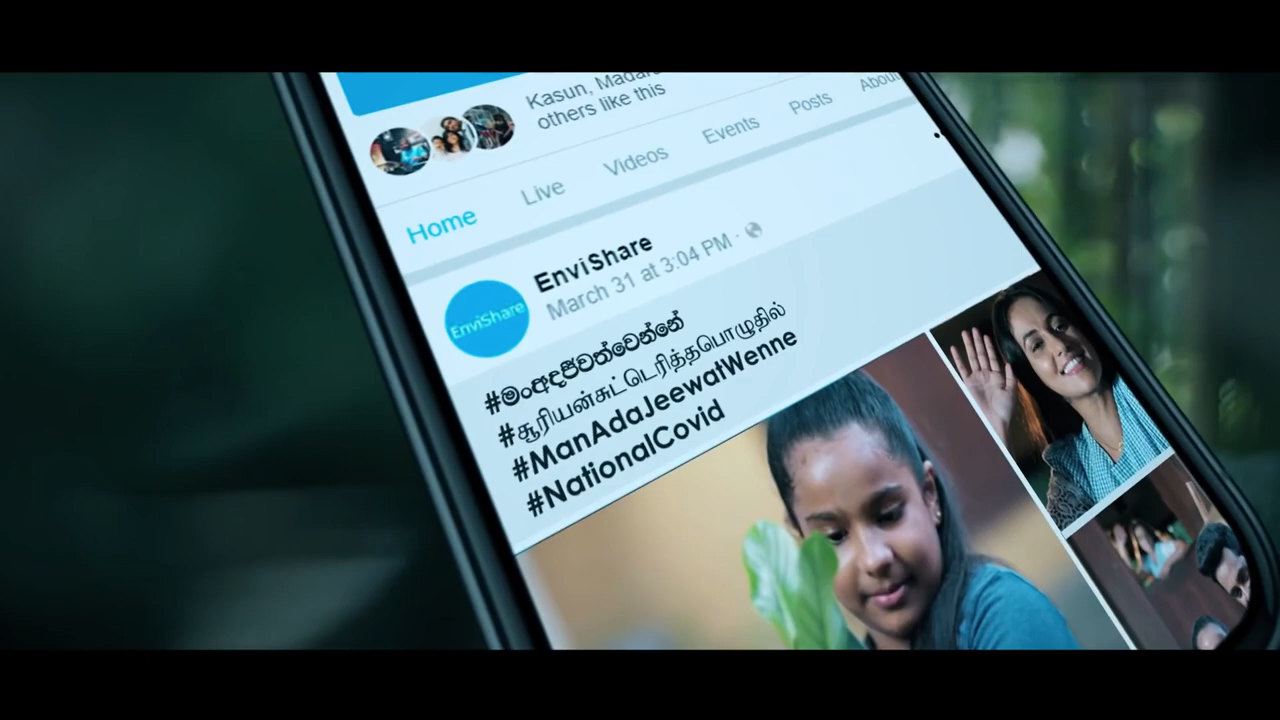 Kasun,
others like this
Home
Live
Videos
Events
Posts
About
EnviShare
March 31 at 3:04 PM ·
EnviShare
#මංඅදජීවත්වෙන්නේ
#சூரியன்சுட்டெரித்தபொழுதில்
#ManAdaJeewatWenne
#NationalCovid